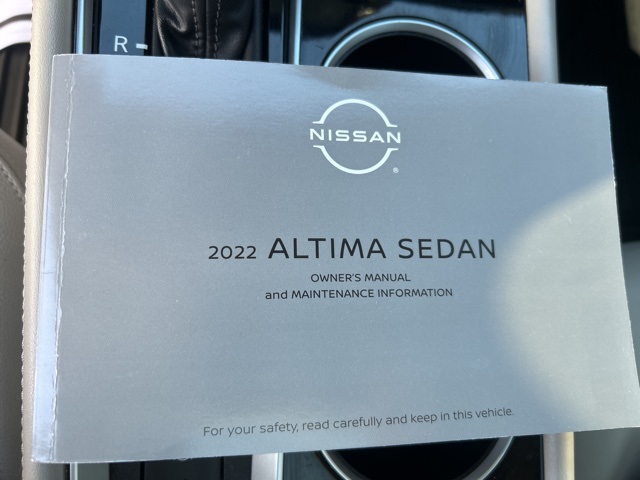 R
NISSAN
®
2022 ALTIMA SEDAN
OWNER'S MANUAL
and MAINTENANCE INFORMATION
For your safety, read carefully and keep in this vehicle.